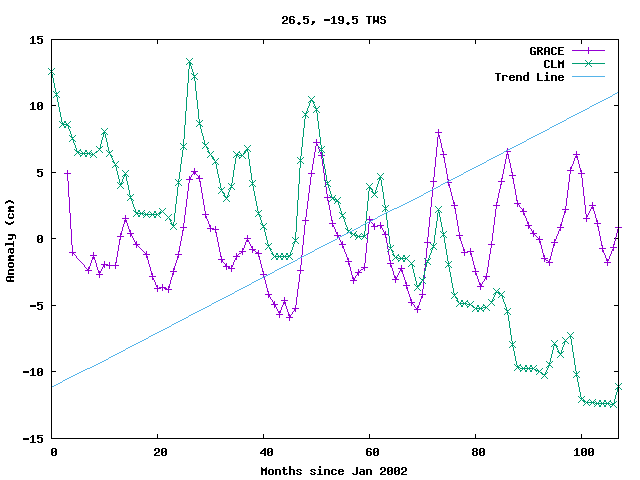 26.5, -19.5 TWS
GRACE
CLM
Trend Line
15
10
5
0
-5
-10
-15
Anomaly (cm)
0 20 40 60 80 100
Months since Jan 2002